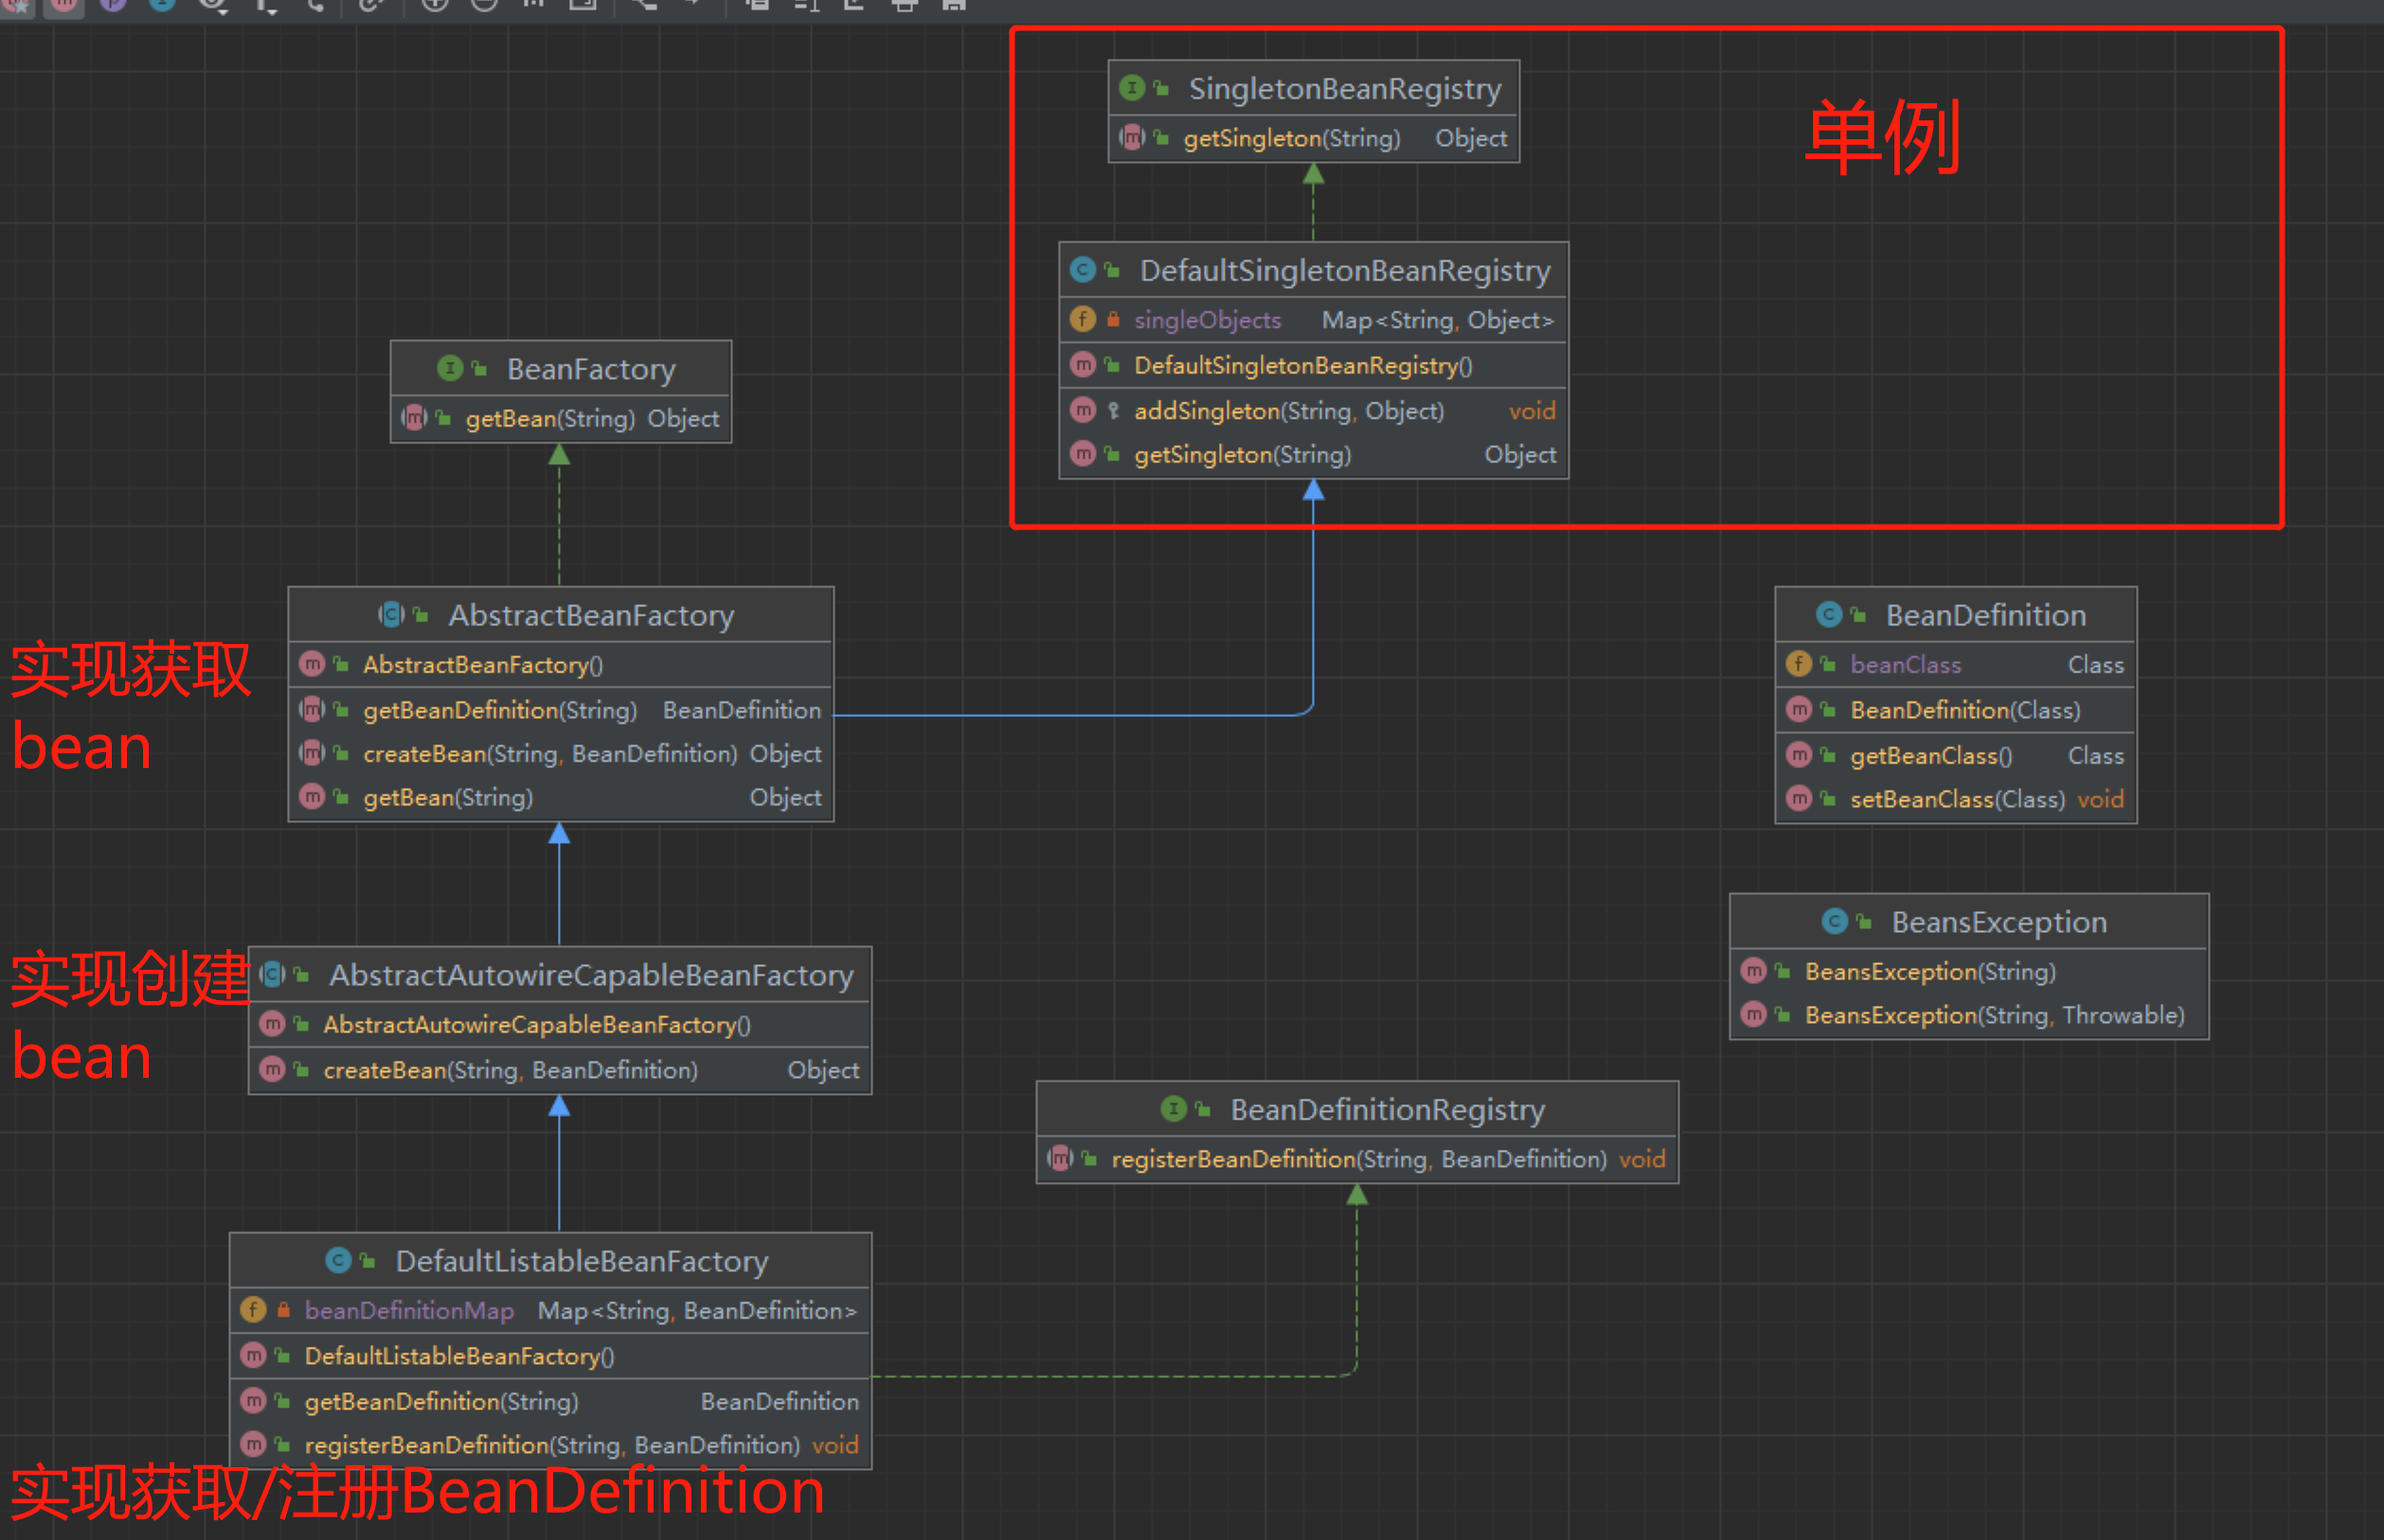 SingletonBeanRegistry
getSingleton(String) Object
单例
DefaultSingletonBeanRegistry
singleObjects Map<String, Object>
DefaultSingletonBeanRegistry()
addSingleton(String, Object) void
getSingleton(String) Object
BeanFactory
getBean(String) Object
实现获取
bean
AbstractBeanFactory
AbstractBeanFactory()
getBeanDefinition(String) BeanDefinition
createBean(String, BeanDefinition) Object
getBean(String) Object
BeanDefinition
beanClass Class
BeanDefinition(Class)
getBeanClass() Class
setBeanClass(Class) void
BeansException
BeansException(String)
BeansException(String, Throwable)
实现创建
bean
AbstractAutowireCapableBeanFactory
AbstractAutowireCapableBeanFactory()
createBean(String, BeanDefinition) Object
BeanDefinitionRegistry
registerBeanDefinition(String, BeanDefinition) void
DefaultListableBeanFactory
beanDefinitionMap Map<String, BeanDefinition>
DefaultListableBeanFactory()
getBeanDefinition(String) BeanDefinition
registerBeanDefinition(String, BeanDefinition) void
实现获取/注册BeanDefinition